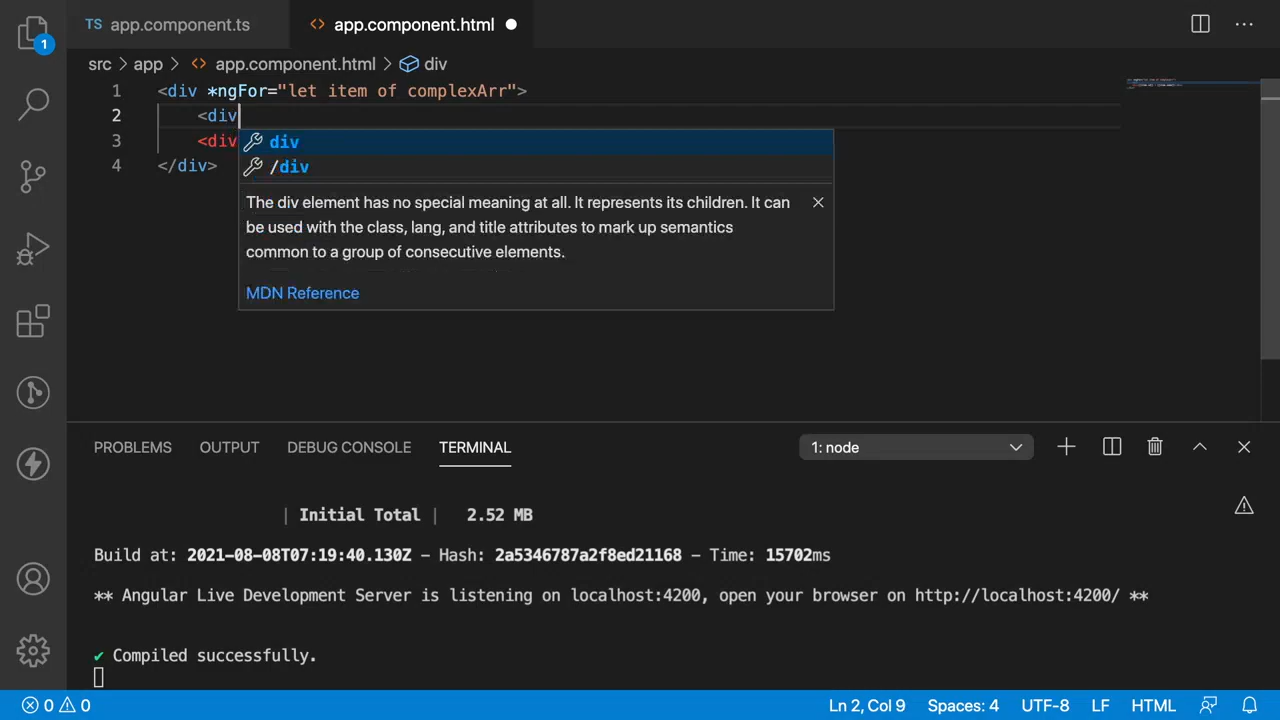 1
TS app.component.ts
<> app.component.html
src > app > <> app.component.html > div
1 <div *ngFor="let item of complexArr">
2 <div
3 <div
4 </div>
div
/div
The div element has no special meaning at all. It represents its children. It can
be used with the class, lang, and title attributes to mark up semantics
common to a group of consecutive elements.
MDN Reference
PROBLEMS OUTPUT DEBUG CONSOLE TERMINAL 1: node
| Initial Total | 2.52 MB
Build at: 2021-08-08T07:19:40.130Z - Hash: 2a5346787a2f8ed21168 - Time: 15702ms
** Angular Live Development Server is listening on localhost:4200, open your browser on http://localhost:4200/ **
✔ Compiled successfully.
0 0 Ln 2, Col 9 Spaces: 4 UTF-8 LF HTML